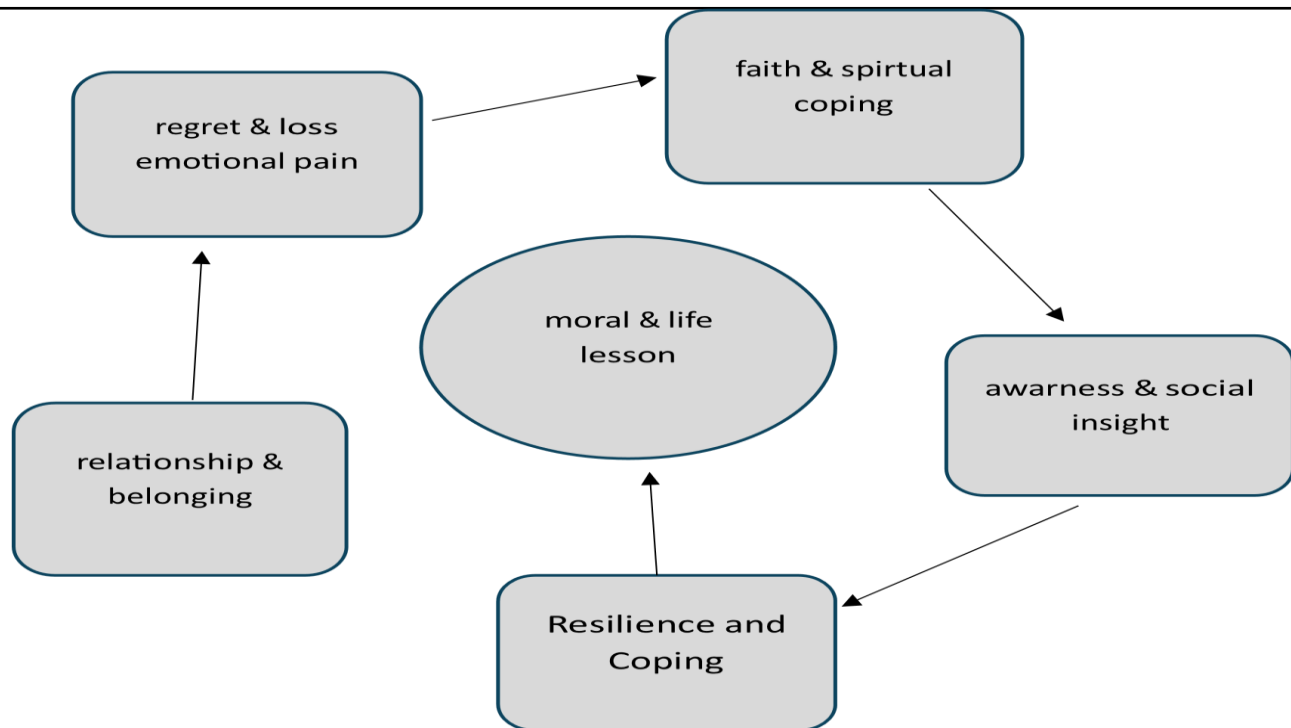 faith & spirtual
coping
regret & loss
emotional pain
moral & life
lesson
awarness & social
insight
relationship &
belonging
Resilience and
Coping